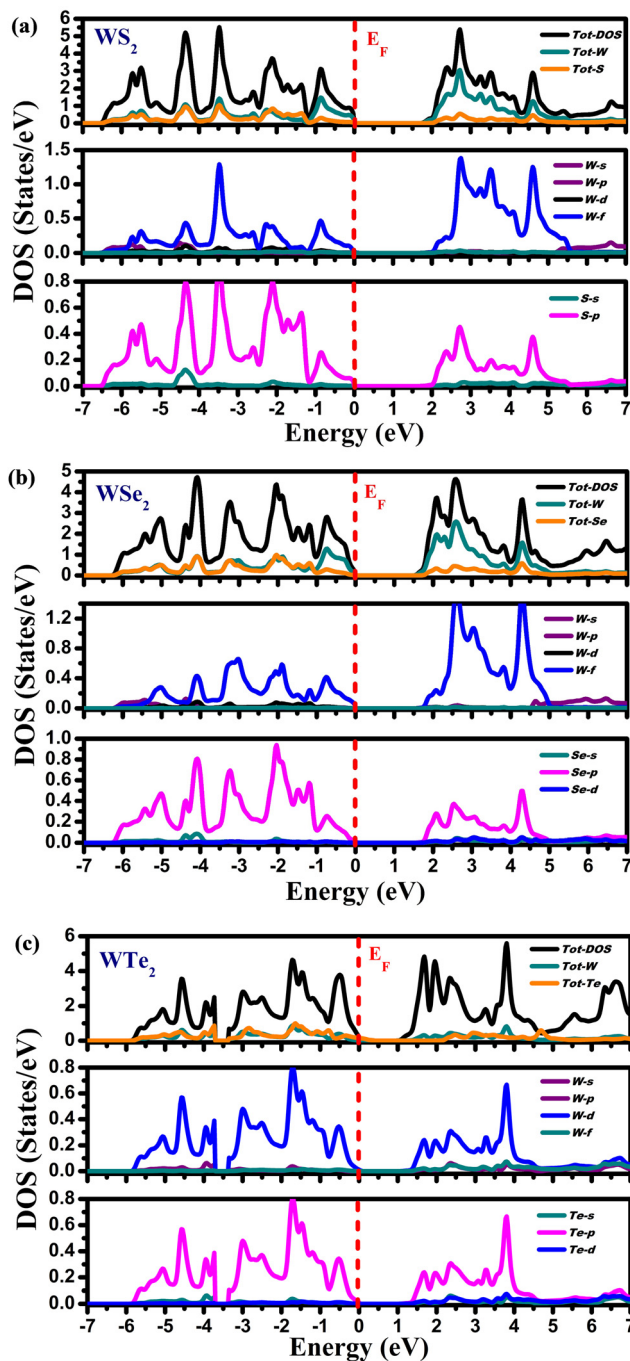 (a)
WS2
EF
Tot-DOS
Tot-W
Tot-S
6
5
4
3
2
1
0
W-s
W-p
W-d
W-f
1.5
1.0
0.5
0.0
S-s
S-p
0.8
0.6
0.4
0.2
0.0
DOS (States/eV)
-7 -6 -5 -4 -3 -2 -1 0 1 2 3 4 5 6 7
Energy (eV)
(b)
WSe2
EF
Tot-DOS
Tot-W
Tot-Se
5
4
3
2
1
0
W-s
W-p
W-d
W-f
1.2
0.8
0.4
0.0
Se-s
Se-p
Se-d
1.0
0.8
0.6
0.4
0.2
0.0
DOS (States/eV)
-7 -6 -5 -4 -3 -2 -1 0 1 2 3 4 5 6 7
Energy (eV)
(c)
WTe2
EF
Tot-DOS
Tot-W
Tot-Te
6
4
2
0
W-s
W-p
W-d
W-f
0.8
0.6
0.4
0.2
0.0
Te-s
Te-p
Te-d
0.8
0.6
0.4
0.2
0.0
DOS (States/eV)
-7 -6 -5 -4 -3 -2 -1 0 1 2 3 4 5 6 7
Energy (eV)